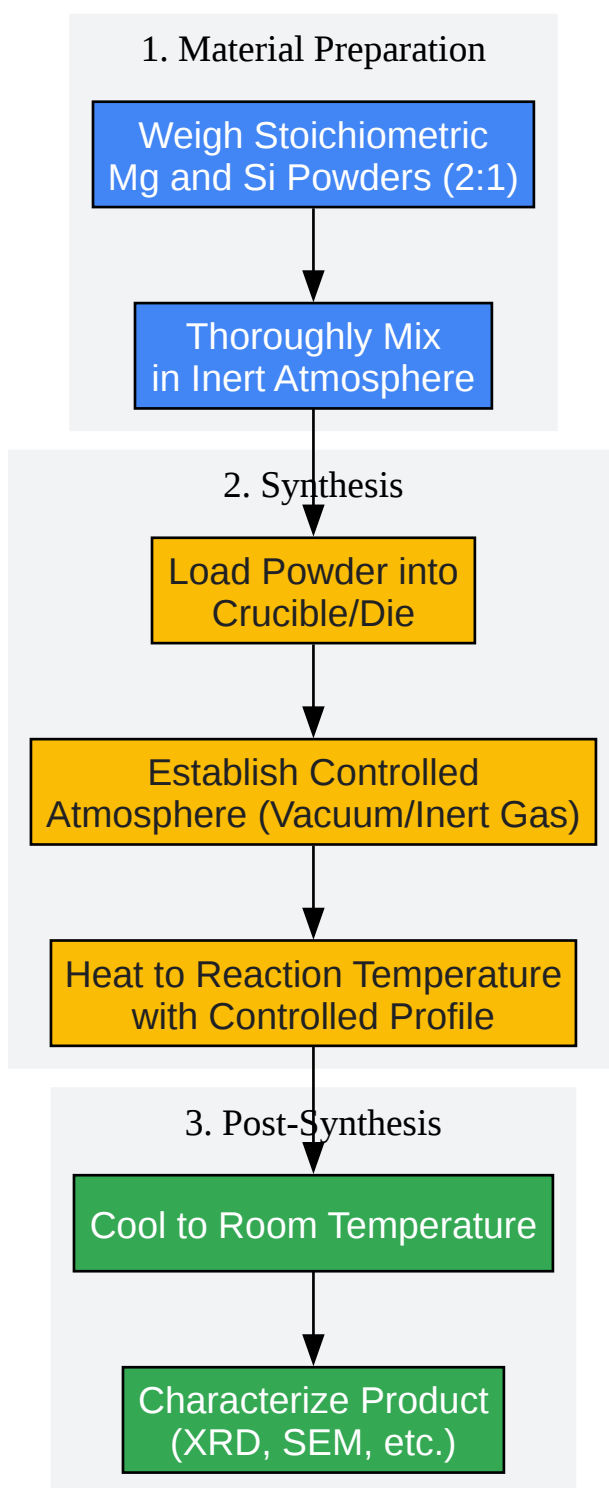 1. Material Preparation
Weigh Stoichiometric
Mg and Si Powders (2:1)
Thoroughly Mix
in Inert Atmosphere
2. Synthesis
Load Powder into
Crucible/Die
Establish Controlled
Atmosphere (Vacuum/Inert Gas)
Heat to Reaction Temperature
with Controlled Profile
3. Post-Synthesis
Cool to Room Temperature
Characterize Product
(XRD, SEM, etc.)